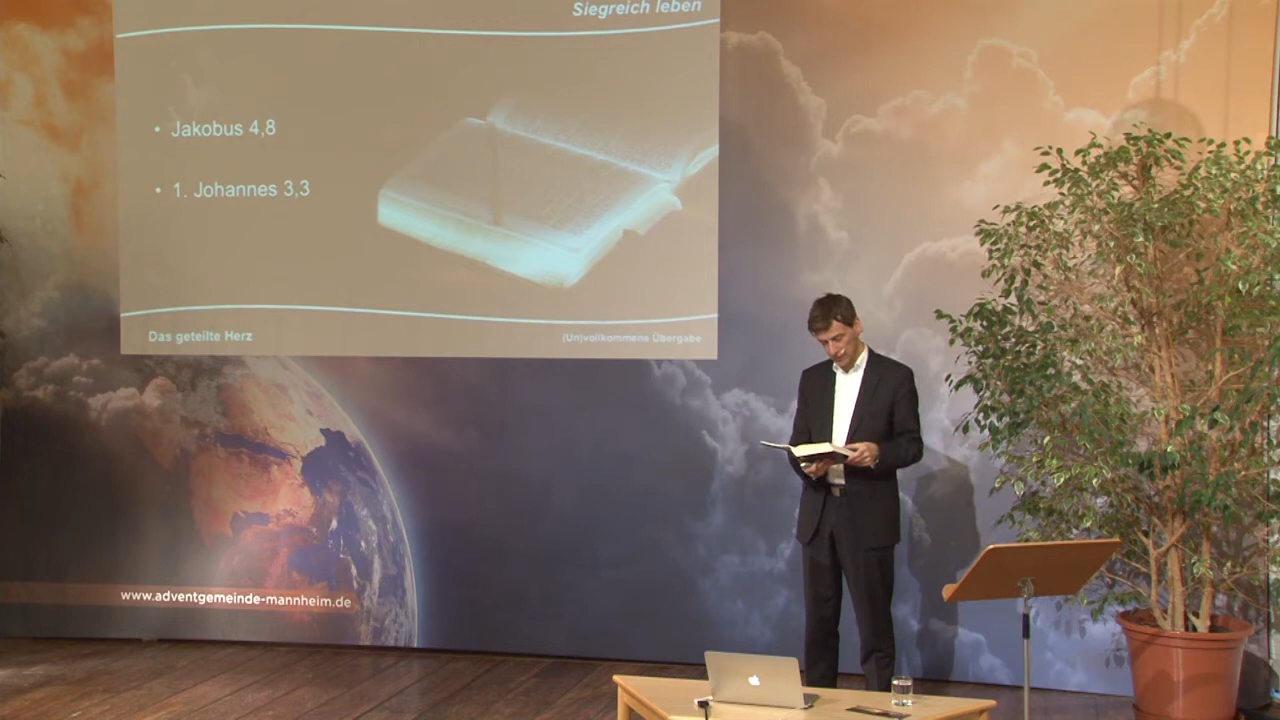 Siegreich leben
• Jakobus 4,8
• 1. Johannes 3,3
Das geteilte Herz
(Un)vollkommene Übergabe
www.adventgemeinde-mannheim.de